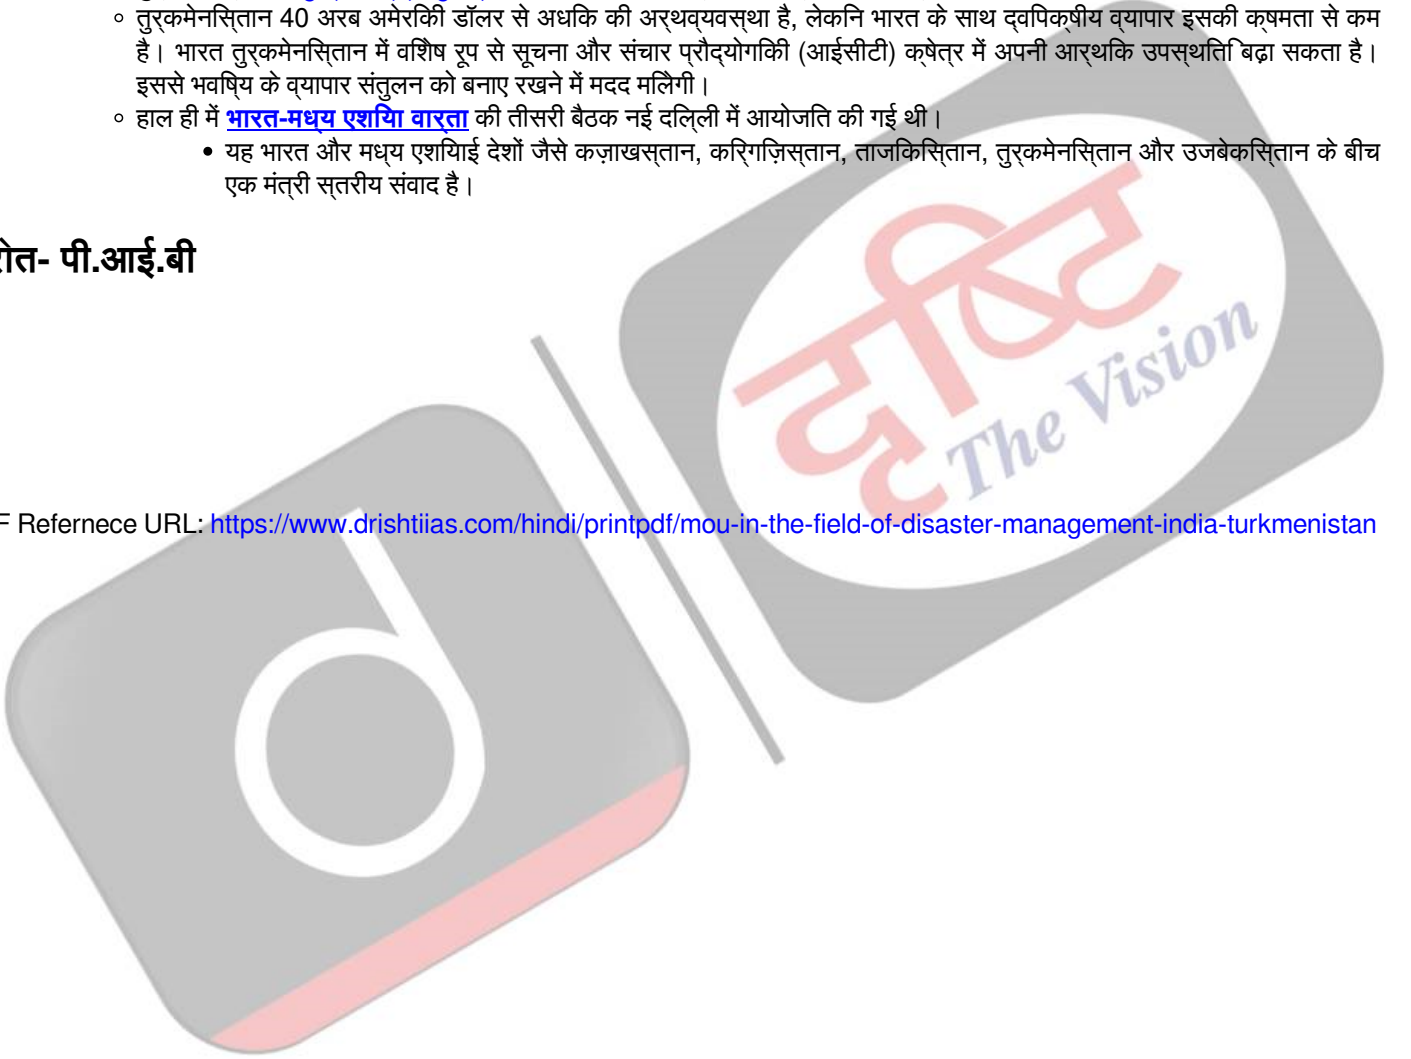 तुर्कमेनिस्तान 40 अरब अमेरिकी डॉलर से अधिक की अर्थव्यवस्था है, लेकिन भारत के साथ द्विपक्षीय व्यापार इसकी क्षमता से कम
है। भारत तुर्कमेनिस्तान में विशेष रूप से सूचना और संचार प्रौद्योगिकी (आईसीटी) क्षेत्र में अपनी आर्थिक उपस्थिति बढ़ा सकता है।
इससे भविष्य के व्यापार संतुलन को बनाए रखने में मदद मिलेगी।
हाल ही में भारत-मध्य एशिया वार्ता की तीसरी बैठक नई दिल्ली में आयोजित की गई थी।
यह भारत और मध्य एशियाई देशों जैसे कज़ाखस्तान, किर्गिज़स्तान, ताजिकिस्तान, तुर्कमेनिस्तान और उजबेकिस्तान के बीच
एक मंत्री स्तरीय संवाद है।
पी.आई.बी
F Refernece URL: https://www.drishtiias.com/hindi/printpdf/mou-in-the-field-of-disaster-management-india-turkmenistan
दृष्टि
The Vision
d